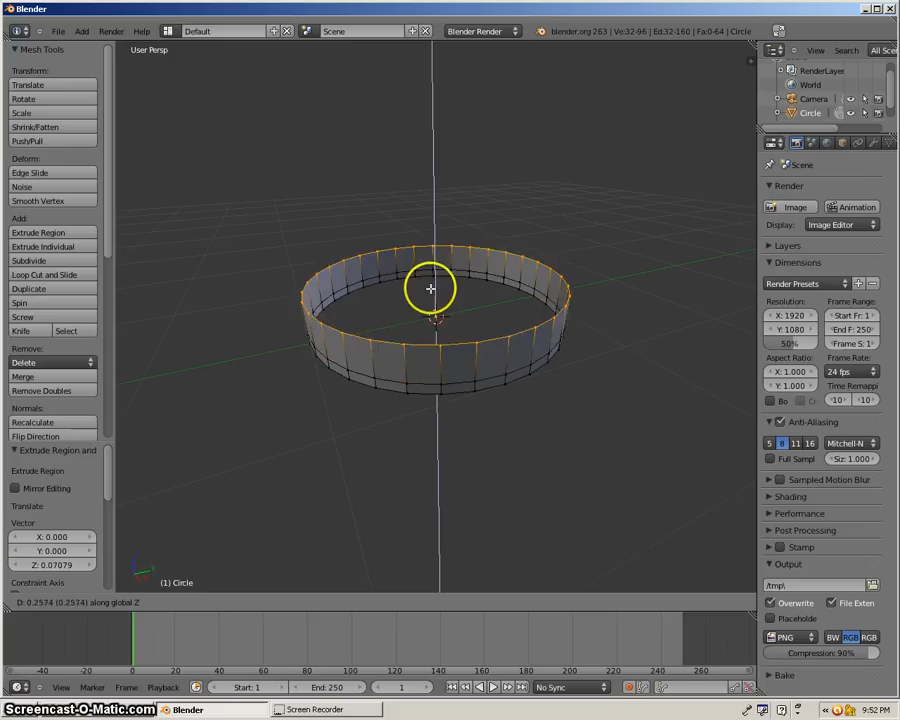 Blender
File Add Render Help Default Scene Blender Render blender.org 263 | Ve:32-96 | Ed:32-160 | Fa:0-64 | Circle
Mesh Tools
Transform:
Translate
Rotate
Scale
Shrink/Fatten
Push/Pull
Deform:
Edge Slide
Noise
Smooth Vertex
Add:
Extrude Region
Extrude Individual
Subdivide
Loop Cut and Slide
Duplicate
Spin
Screw
Knife Select
Remove:
Delete
Merge
Remove Doubles
Normals:
Recalculate
Flip Direction
Extrude Region and
Extrude Region
Mirror Editing
Translate
Vector
X: 0.000
Y: 0.000
Z: 0.07079
Constraint Axis
User Persp
(1) Circle
D: 0.2574 (0.2574) along global Z
View Search All Scen
RenderLayer
World
Camera
Circle
Scene
Render
Image Animation
Display: Image Editor
Layers
Dimensions
Render Presets
Resolution: Frame Range:
X: 1920 Start Fr: 1
Y: 1080 End Fr: 250
50% Frame S: 1
Aspect Ratio: Frame Rate:
X: 1.000 24 fps
Y: 1.000 Time Remappi
Bo Cr 10 10
Anti-Aliasing
5 8 11 16 Mitchell-N
Full Sampl Siz: 1.000
Sampled Motion Blur
Shading
Performance
Post Processing
Stamp
Output
/tmp\
Overwrite File Exten
Placeholde
PNG BW RGB RGB
Compression: 90%
Bake
-40 -20 0 20 40 60 80 100 120 140 160 180 200 220 240 260
View Marker Frame Playback Start: 1 End: 250 1 No Sync
Screencast-O-Matic.com Blender Screen Recorder 9:52 PM